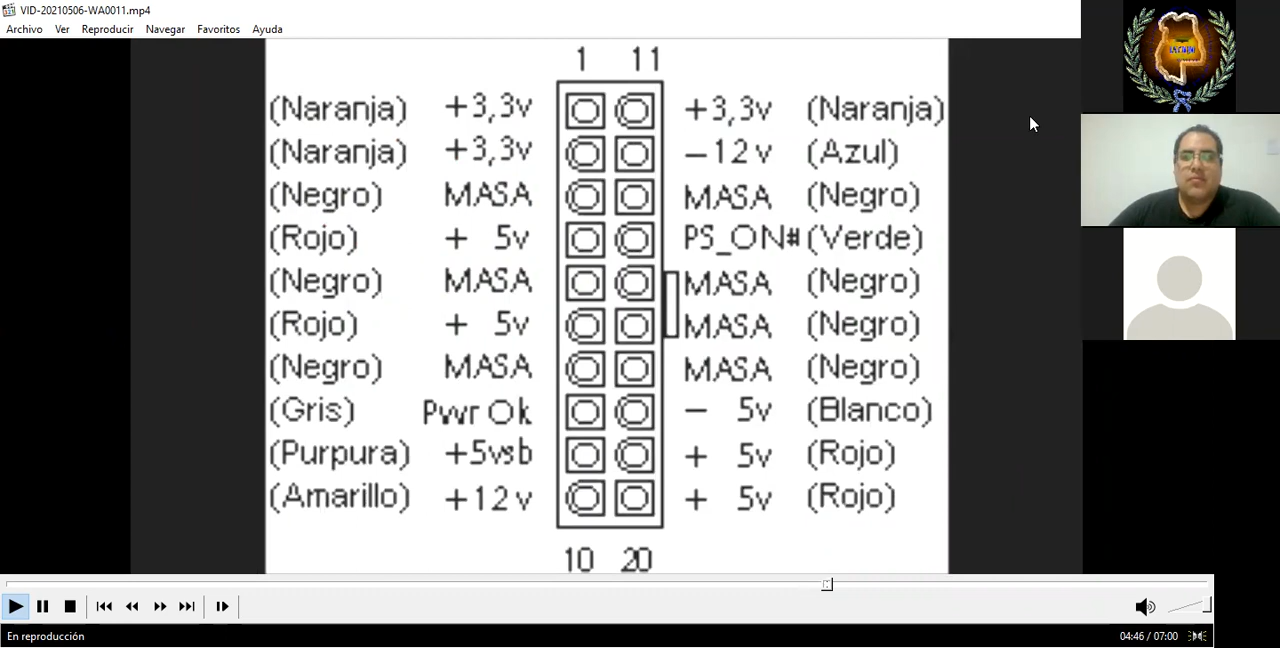 VID-20210506-WA0011.mp4
Archivo Ver Reproducir Navegar Favoritos Ayuda
1 11
(Naranja) +3,3v +3,3v (Naranja)
(Naranja) +3,3v -12v (Azul)
(Negro) MASA MASA (Negro)
(Rojo) + 5v PS_ON# (Verde)
(Negro) MASA MASA (Negro)
(Rojo) + 5v MASA (Negro)
(Negro) MASA MASA (Negro)
(Gris) Pwr Ok - 5v (Blanco)
(Purpura) +5vsb + 5v (Rojo)
(Amarillo) +12v + 5v (Rojo)
10 20
En reproducción
04:46 / 07:00